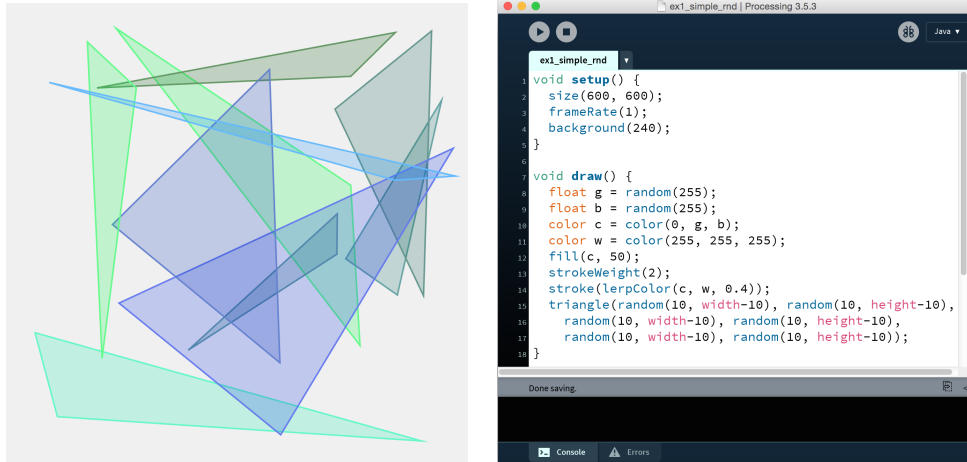 ex1_simple_rnd | Processing 3.5.3
Java ▼
ex1_simple_rnd ▼
1 void setup() {
2   size(600, 600);
3   frameRate(1);
4   background(240);
5 }
6
7 void draw() {
8   float g = random(255);
9   float b = random(255);
10   color c = color(0, g, b);
11   color w = color(255, 255, 255);
12   fill(c, 50);
13   strokeWeight(2);
14   stroke(lerpColor(c, w, 0.4));
15   triangle(random(10, width-10), random(10, height-10),
16     random(10, width-10), random(10, height-10),
17     random(10, width-10), random(10, height-10));
18 }
Done saving.
Console
Errors